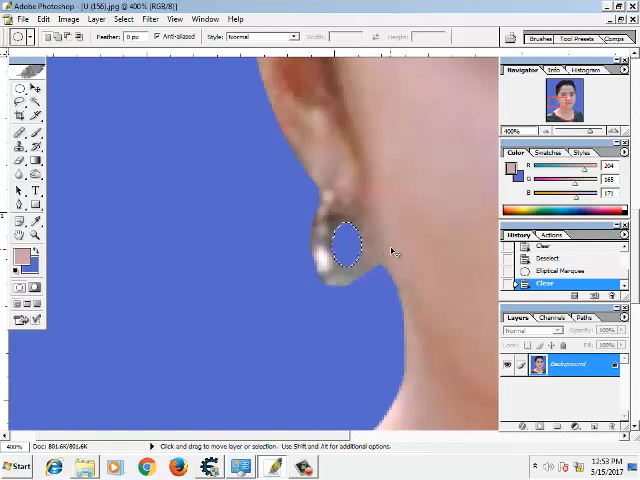 Adobe Photoshop - [U (156).jpg @ 400% (RGB/8)]
File Edit Image Layer Select Filter View Window Help
Feather: 0 px Anti-aliased Style: Normal Width: Height: Brushes Tool Presets Comps
Navigator Info Histogram
400%
Color Swatches Styles
R 204
G 165
B 171
History Actions
Clear
Deselect
Elliptical Marquee
Clear
Layers Channels Paths
Normal Opacity: 100%
Lock: Fill: 100%
Background
400% Doc: 801.6K/801.6K Click and drag to move layer or selection. Use Shift and Alt for additional options.
Start
12:53 PM
5/15/2017